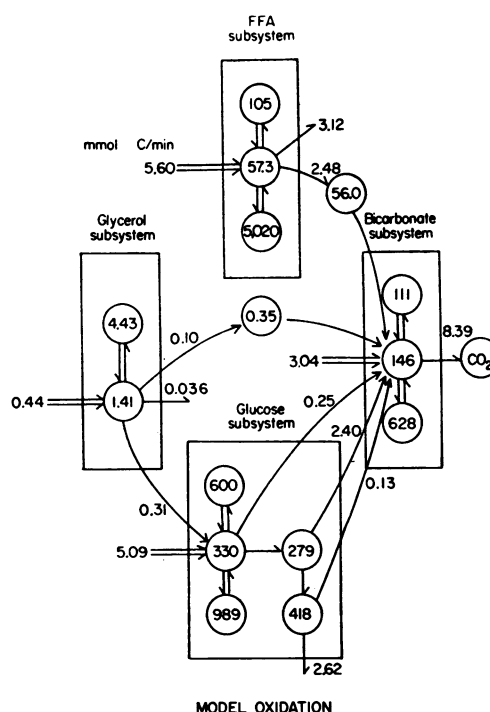 FFA
subsystem
105
3.12
mmol C/min
5.60
57.3
2.48
56.0
5,020
Glycerol
subsystem
Bicarbonate
subsystem
4.43
0.35
111
8.39
0.10
3.04
146
CO2
0.44
1.41
0.036
0.25
Glucose
subsystem
2.40
628
0.31
0.13
600
5.09
330
279
989
418
2.62
MODEL OXIDATION